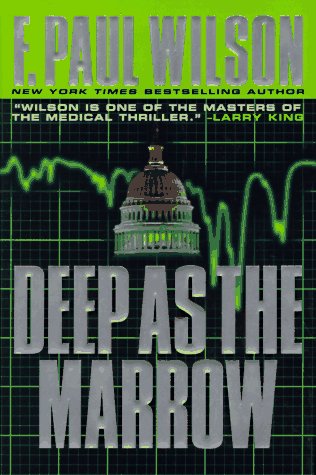 F. PAUL WILSON
NEW YORK TIMES BESTSELLING AUTHOR
"WILSON IS ONE OF THE MASTERS OF
THE MEDICAL THRILLER." -LARRY KING
DEEP AS THE
MARROW